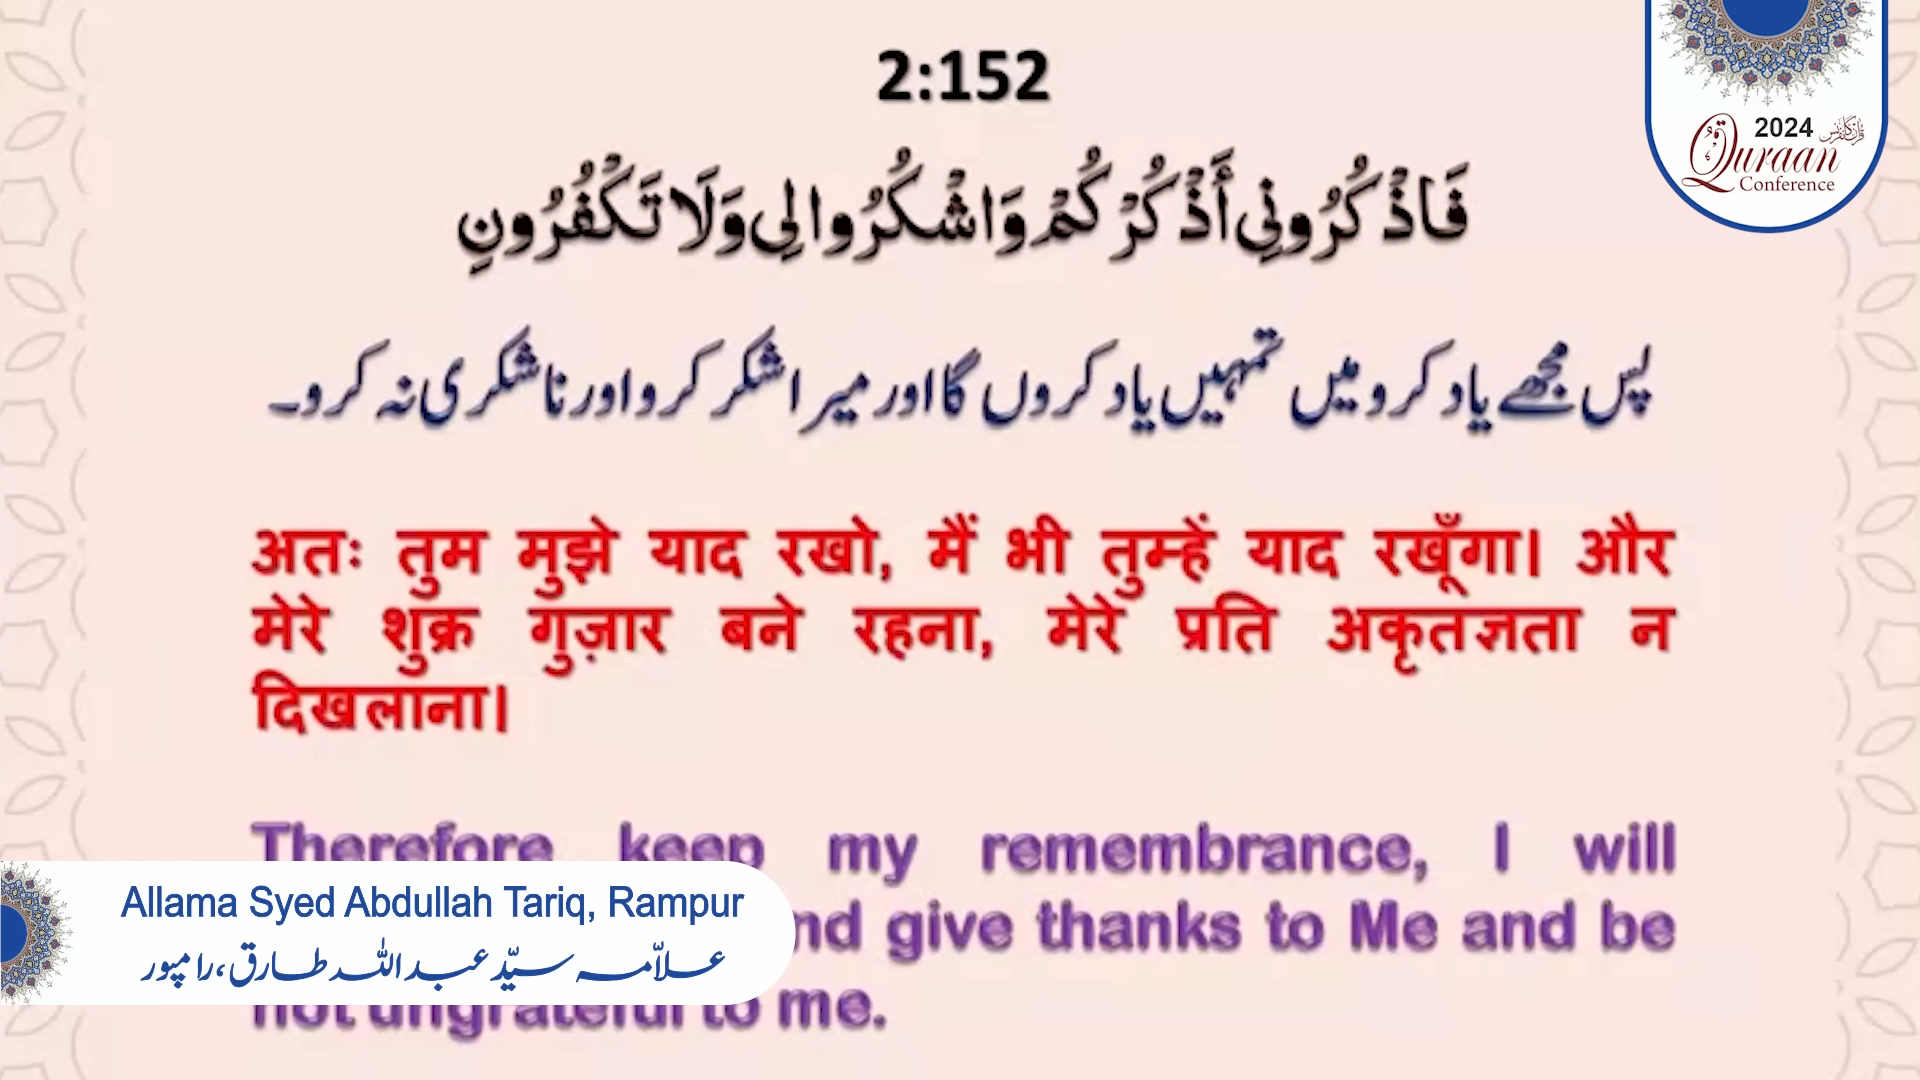 2:152
2024
Quraan
Conference
فَاذْكُرُونِي أَذْكُرْكُمْ وَاشْكُرُوا لِي وَلَا تَكْفُرُونِ
پس مجھے یاد کرو میں تمہیں یاد کروں گا اور میرا شکر کرو اور ناشکری نہ کرو۔
अतः तुम मुझे याद रखो, मैं भी तुम्हें याद रखूँगा। और
मेरे शुक्र गुज़ार बने रहना, मेरे प्रति अकृतज्ञता न
दिखलाना।
Therefore keep my remembrance, I will
nd give thanks to Me and be
not ungrateful to me.
Allama Syed Abdullah Tariq, Rampur
علاّمہ سیّد عبداللہ طارق، رامپور